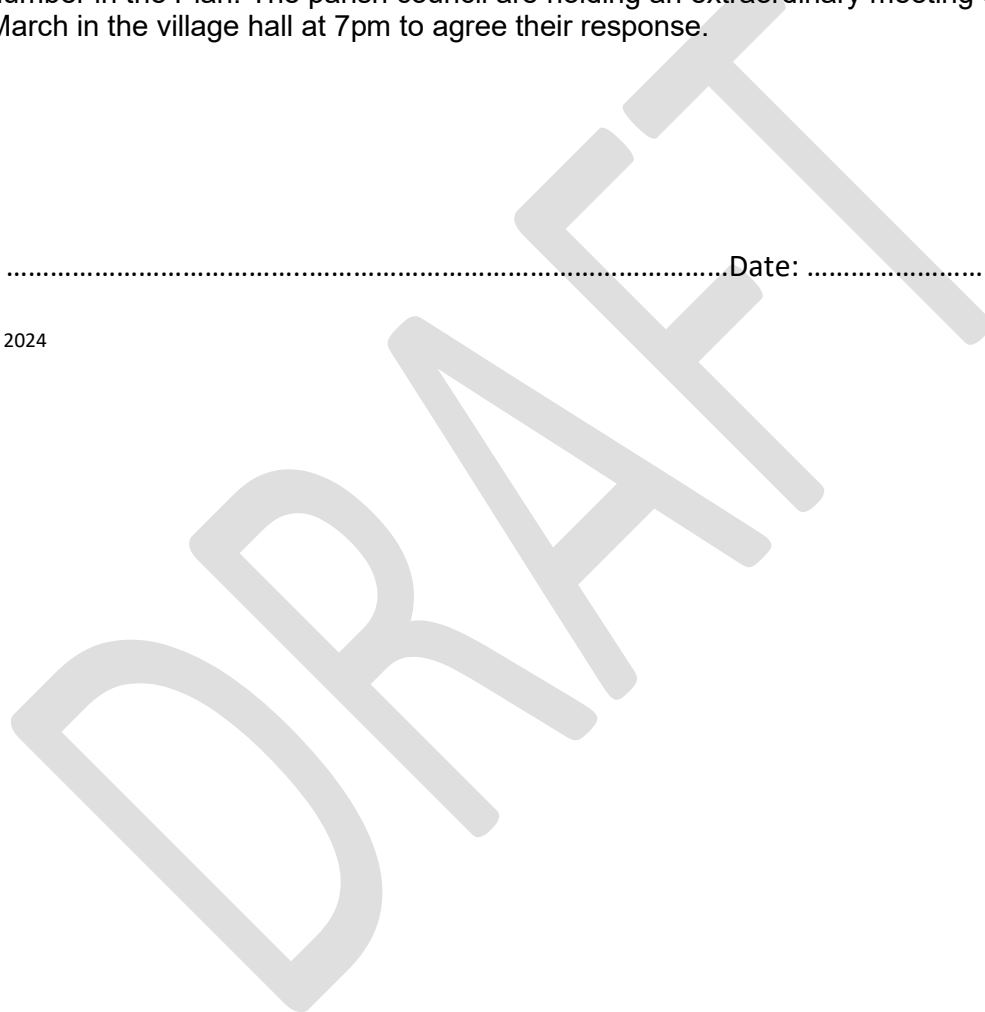 in the Plan. The parish council are holding an extraordinary meeting
March in the village hall at 7pm to agree their response.
……………………………………………………………………………………Date: ……………………
2024
DRAFT